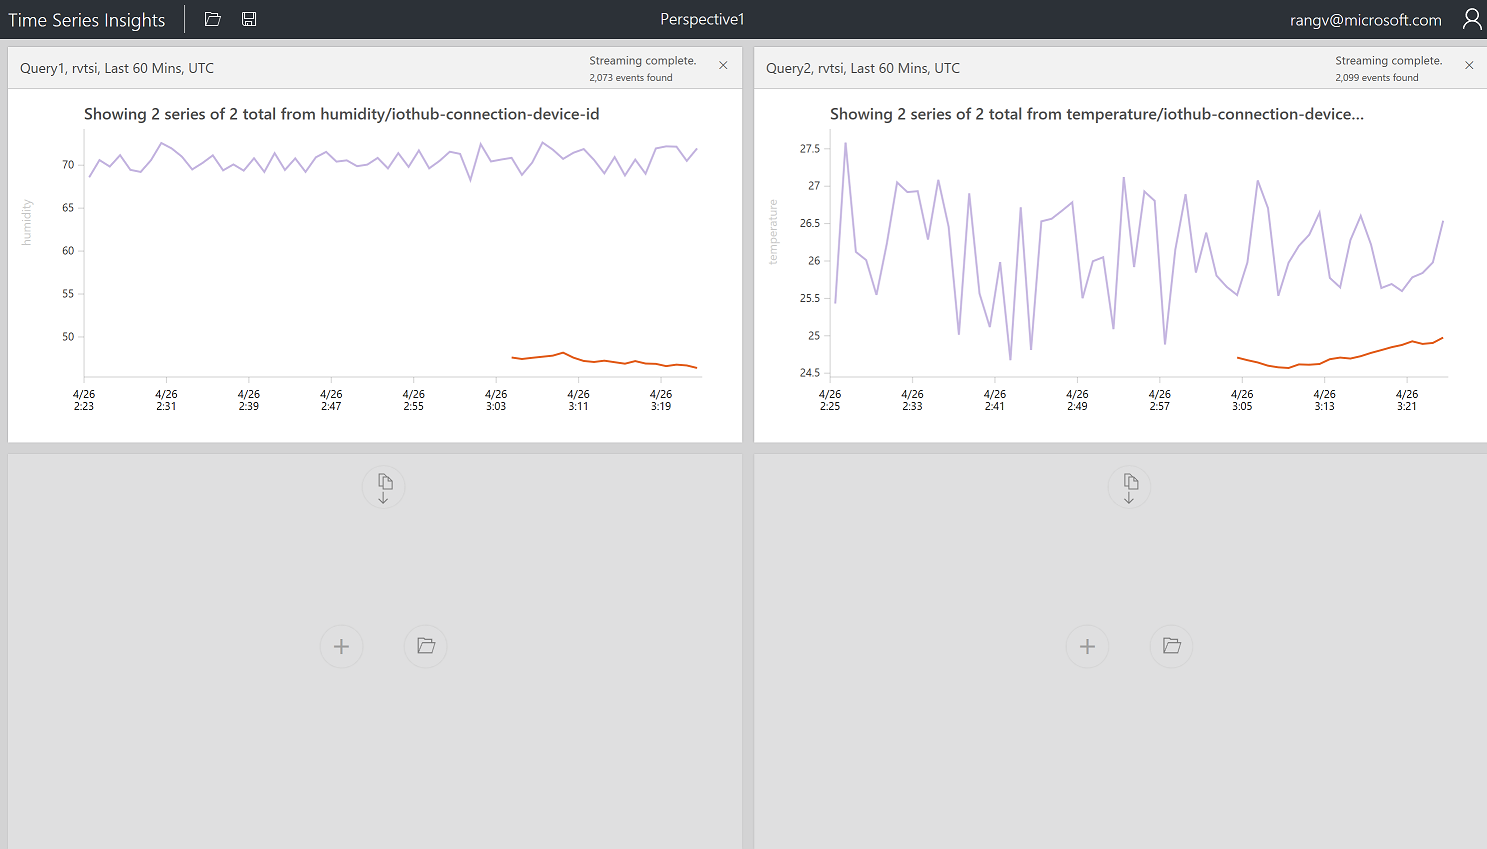 Time Series Insights
Perspective1
rangv@microsoft.com
Query1, rvtsi, Last 60 Mins, UTC
Streaming complete.
2,073 events found
Showing 2 series of 2 total from humidity/iothub-connection-device-id
humidity
70
65
60
55
50
4/26 4/26 4/26 4/26 4/26 4/26 4/26 4/26
2:23 2:31 2:39 2:47 2:55 3:03 3:11 3:19
Query2, rvtsi, Last 60 Mins, UTC
Streaming complete.
2,099 events found
Showing 2 series of 2 total from temperature/iothub-connection-device...
temperature
27.5
27
26.5
26
25.5
25
24.5
4/26 4/26 4/26 4/26 4/26 4/26 4/26 4/26
2:25 2:33 2:41 2:49 2:57 3:05 3:13 3:21